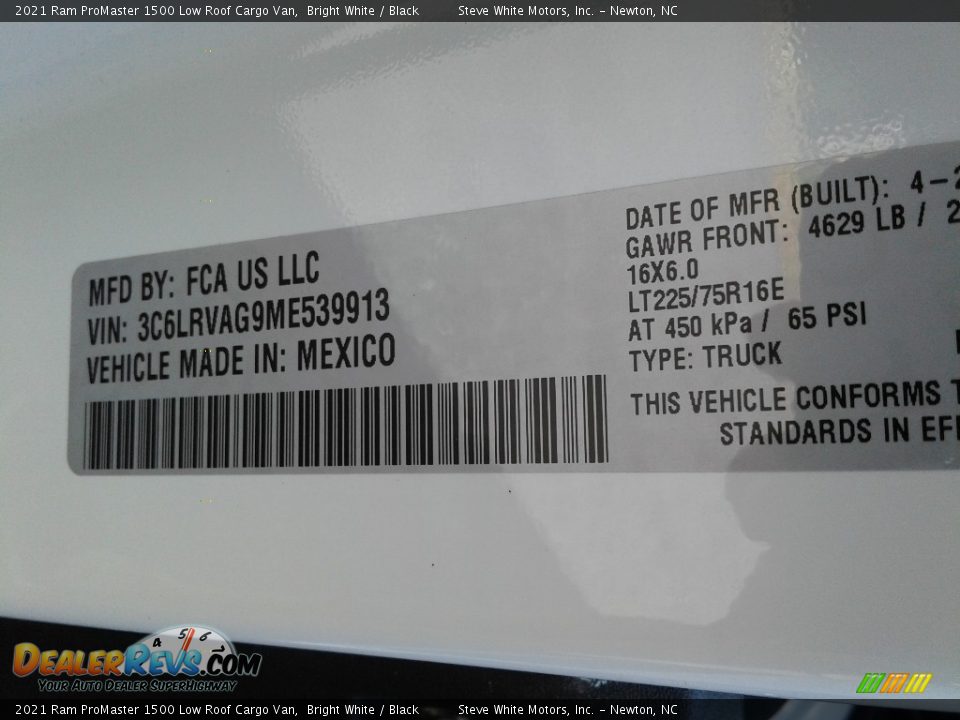 2021 Ram ProMaster 1500 Low Roof Cargo Van, Bright White / Black Steve White Motors, Inc. - Newton, NC
MFD BY: FCA US LLC
VIN: 3C6LRVAG9ME539913
VEHICLE MADE IN: MEXICO
DATE OF MFR (BUILT): 4-2
GAWR FRONT: 4629 LB / 2
16X6.0
LT225/75R16E
AT 450 kPa / 65 PSI
TYPE: TRUCK
THIS VEHICLE CONFORMS T
STANDARDS IN EF
4 5 6 7
DEALERREVS.COM
YOUR AUTO DEALER SUPERHIGHWAY
2021 Ram ProMaster 1500 Low Roof Cargo Van, Bright White / Black Steve White Motors, Inc. - Newton, NC